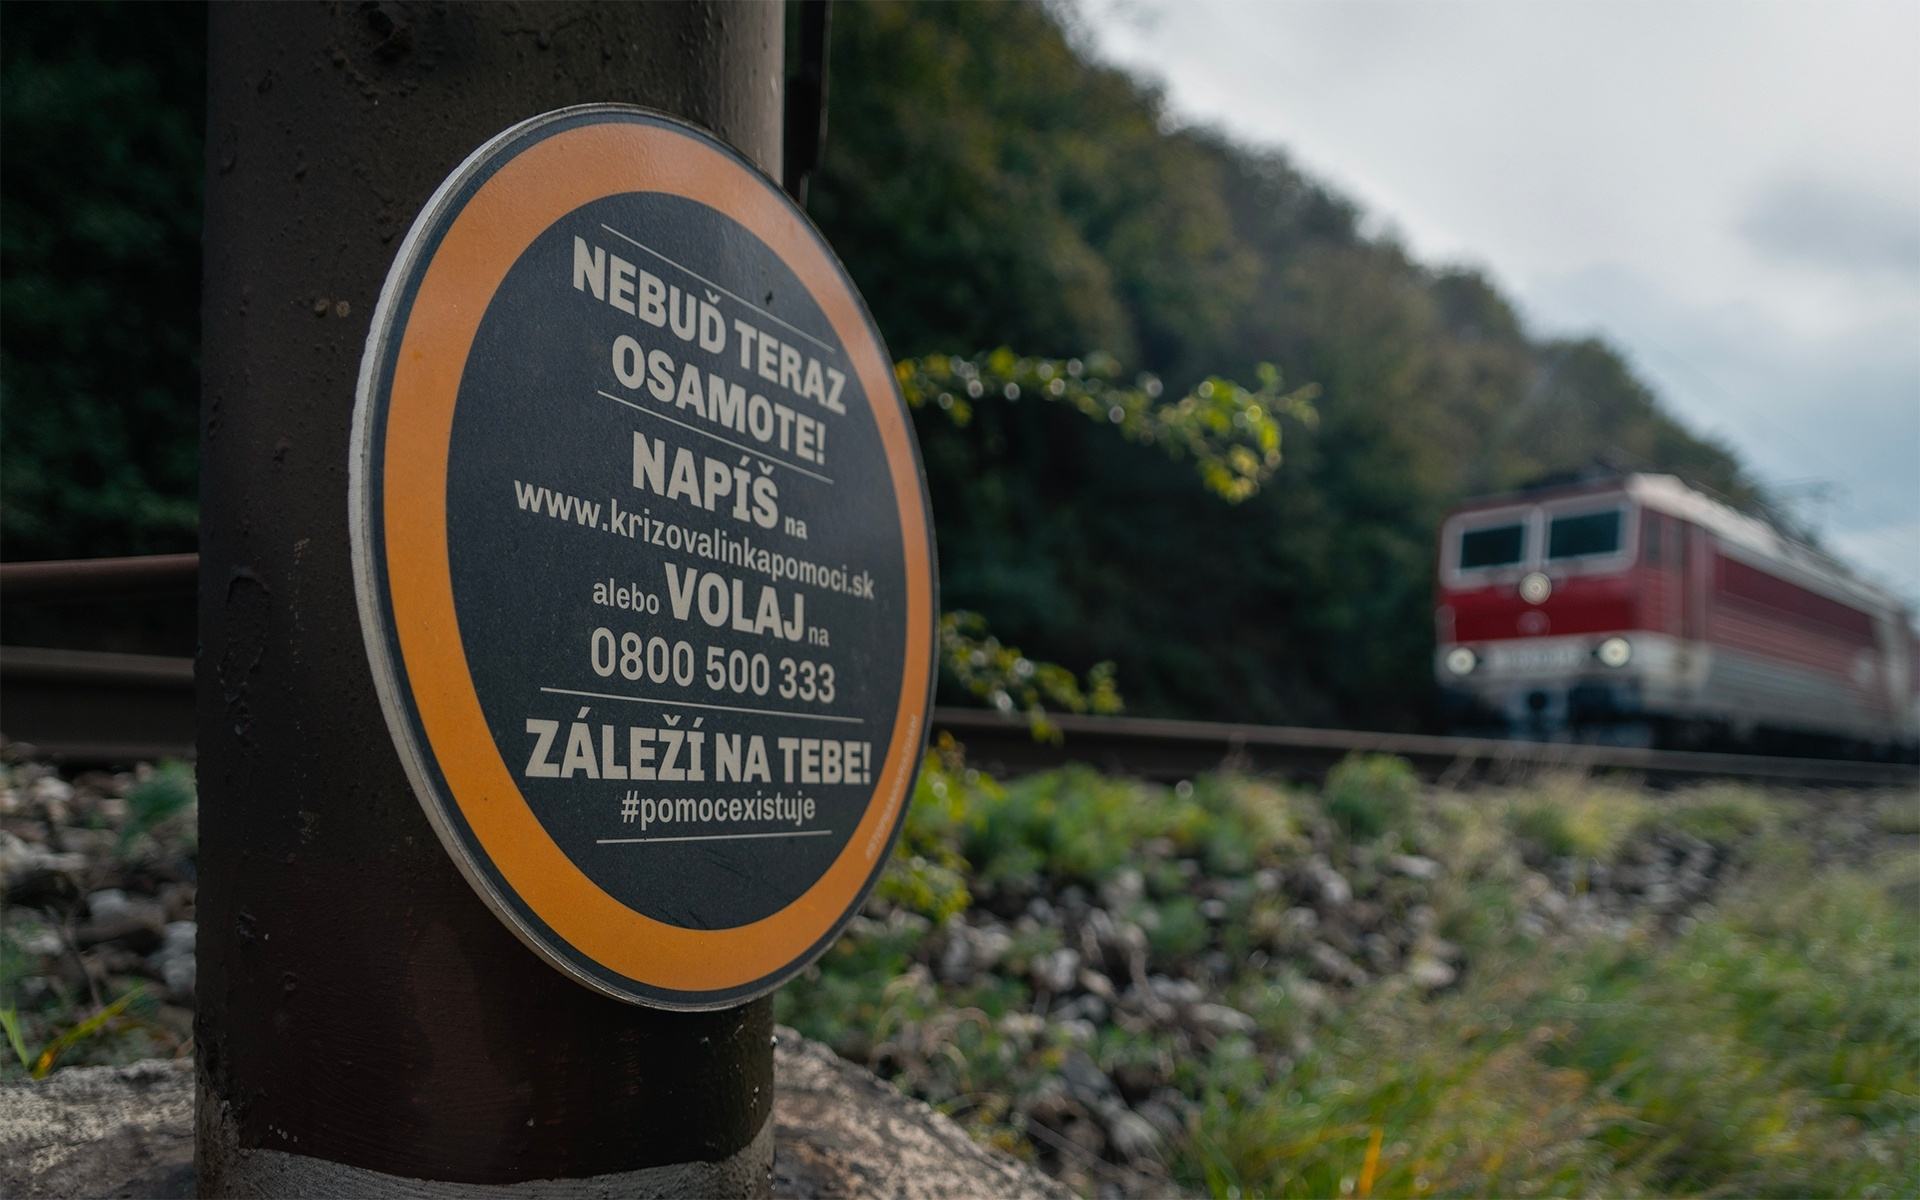 NEBUĎ TERAZ
OSAMOTE!
NAPÍŠ na
www.krizovalinkapomoci.sk
alebo VOLAJ na
0800 500 333
ZÁLEŽÍ NA TEBE!
#pomocexistuje